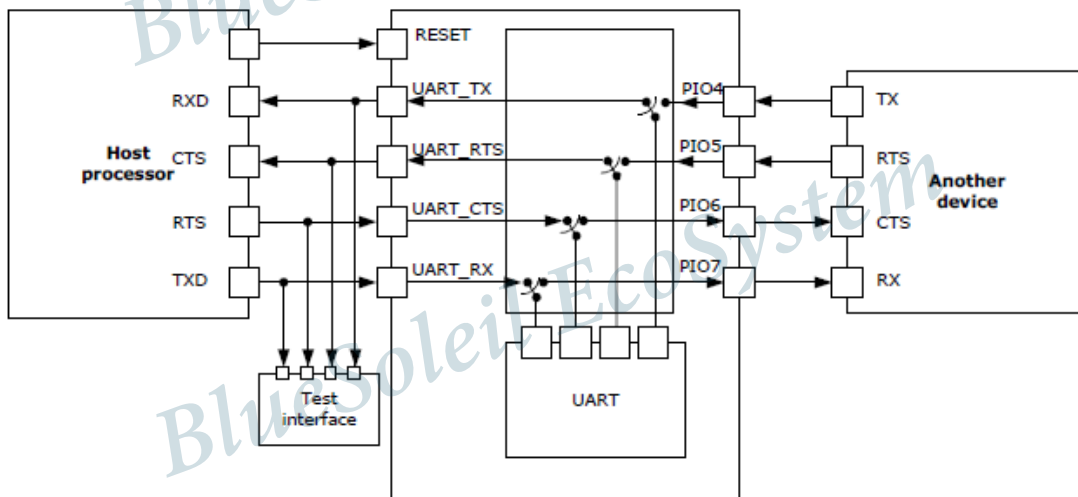 BlueSoleil EcoSystem
RESET
RXD
UART_TX
PIO4
TX
Host
processor
CTS
UART_RTS
PIO5
RTS
Another
device
RTS
UART_CTS
PIO6
CTS
TXD
UART_RX
PIO7
RX
Test
interface
UART